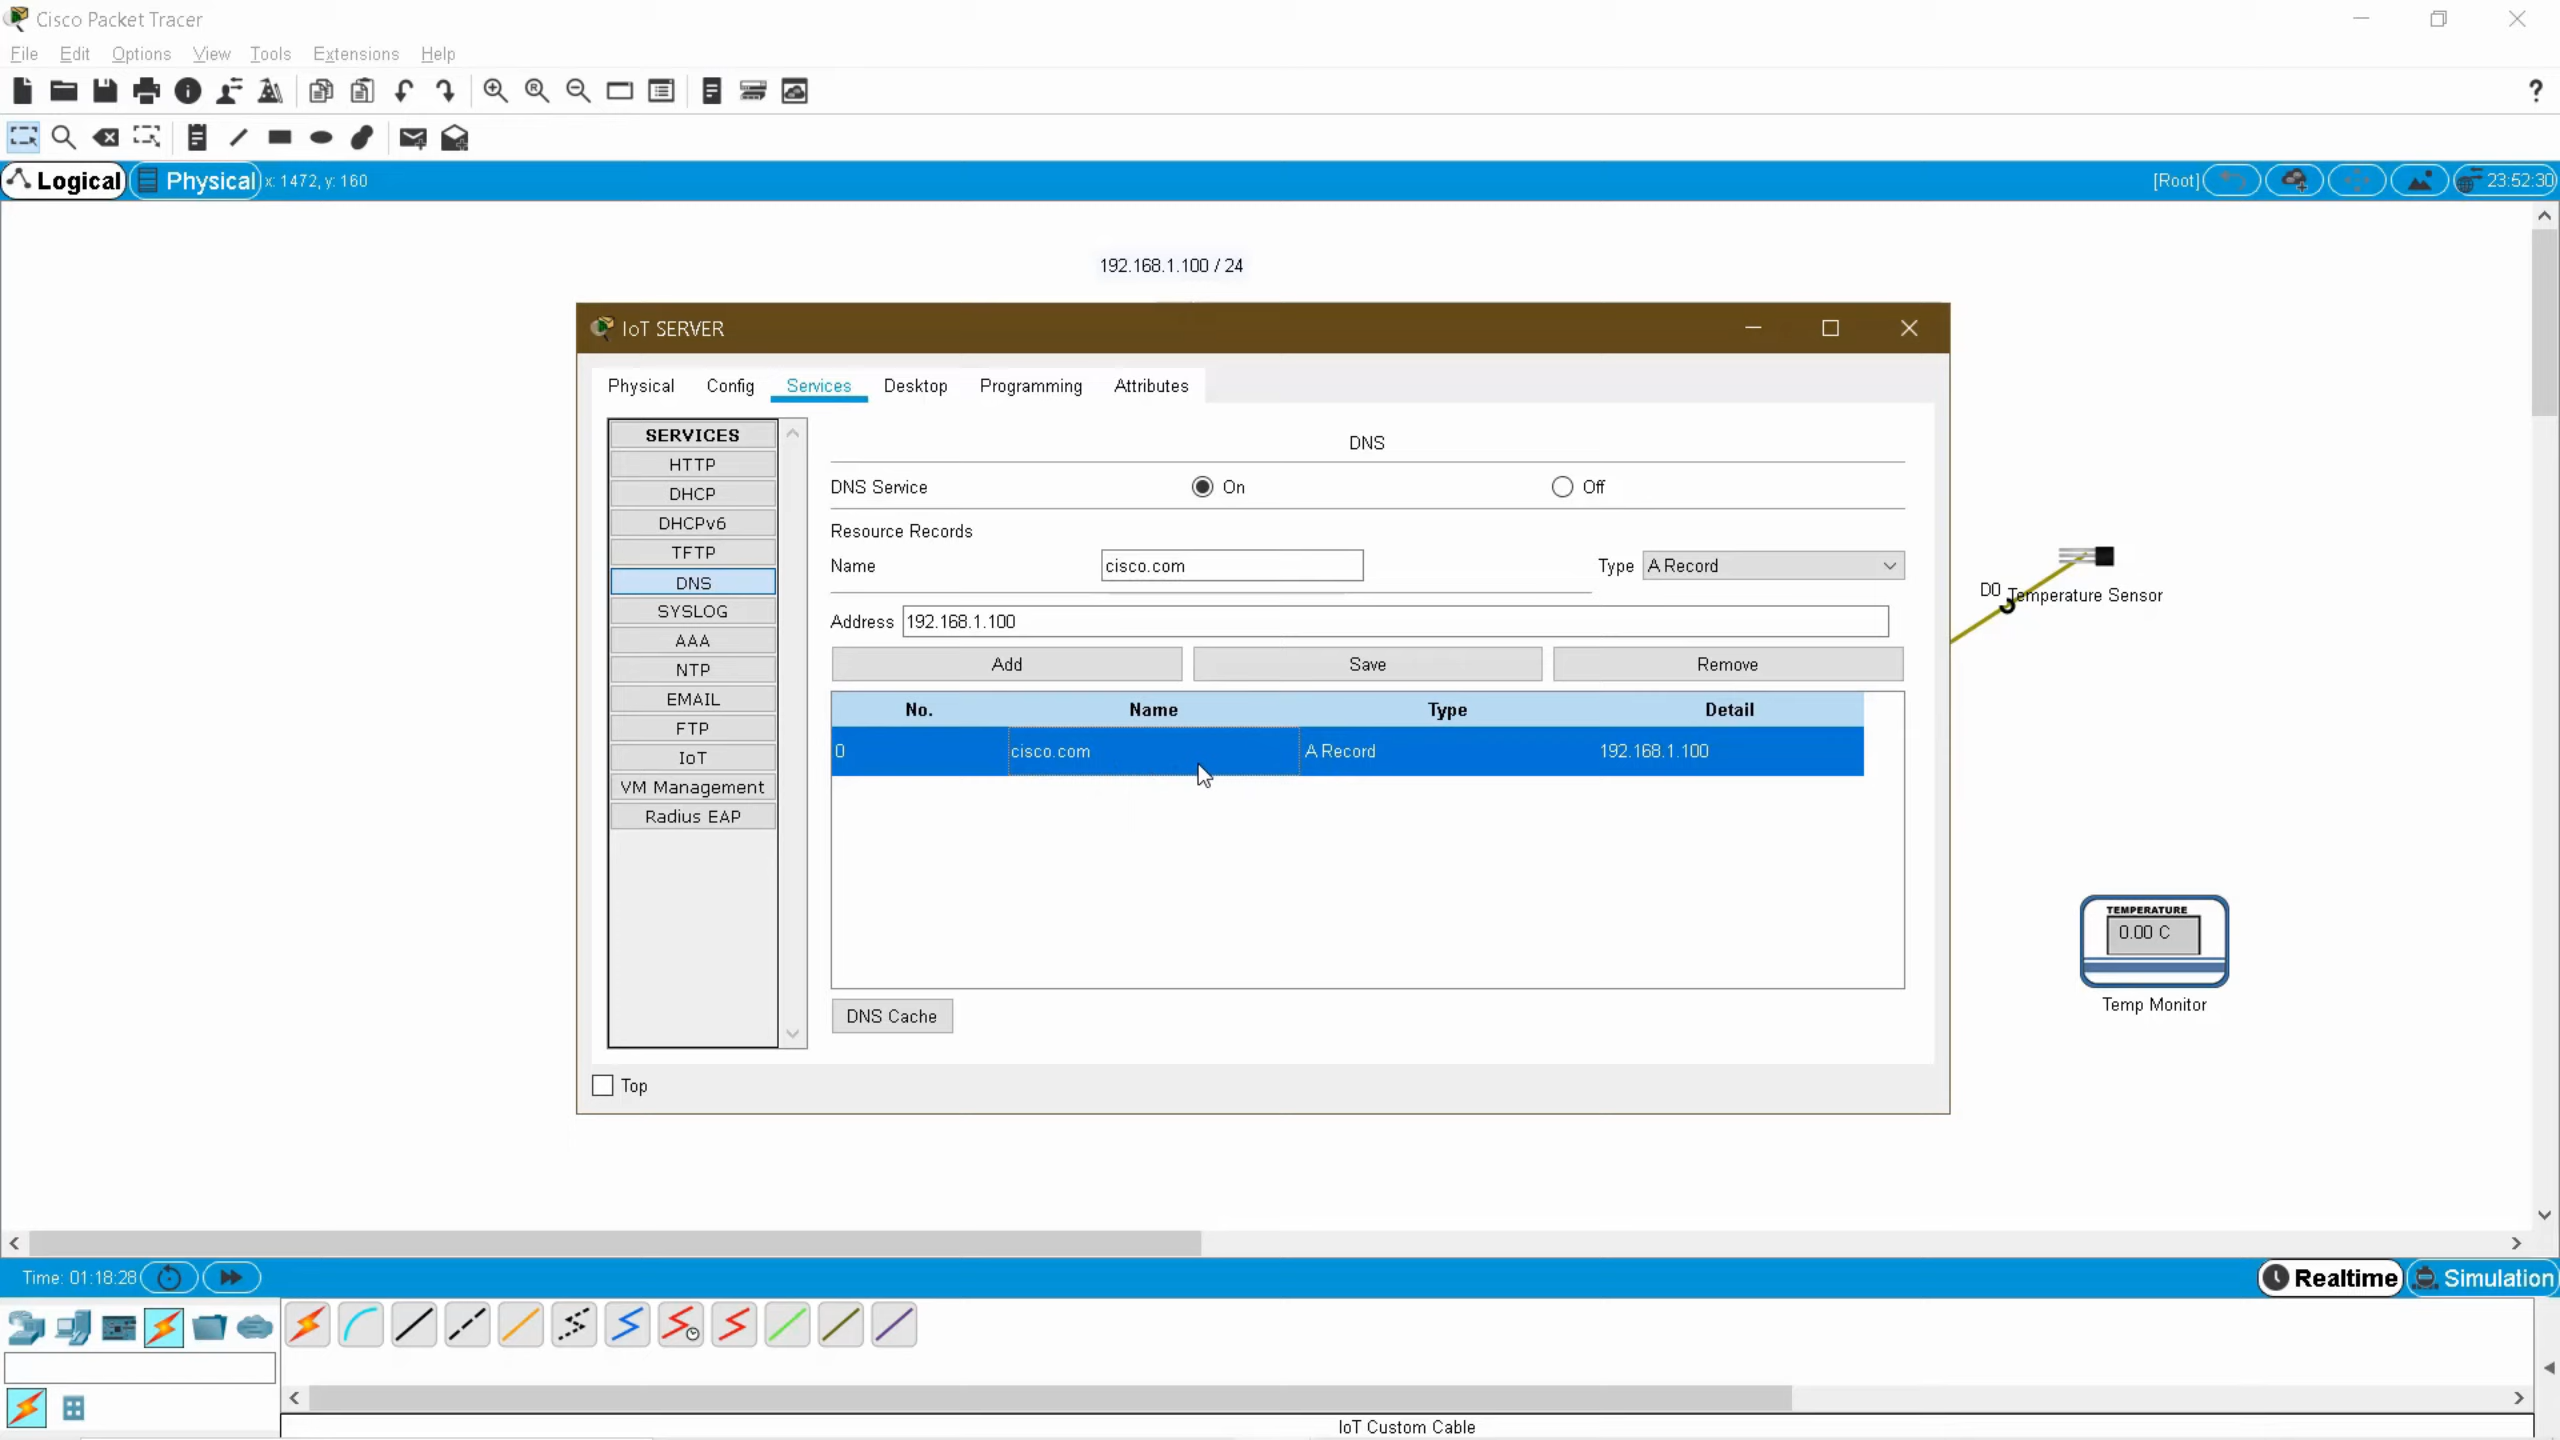 Cisco Packet Tracer
File Edit Options View Tools Extensions Help
?
Logical Physical x: 1472, y: 160 [Root] 23:52:30
192.168.1.100 / 24
IoT SERVER
Physical Config Services Desktop Programming Attributes
SERVICES
HTTP
DHCP
DHCPv6
TFTP
DNS
SYSLOG
AAA
NTP
EMAIL
FTP
IoT
VM Management
Radius EAP
DNS
DNS Service On Off
Resource Records
Name cisco.com Type A Record
Address 192.168.1.100
Add Save Remove
No. Name Type Detail
0 cisco.com A Record 192.168.1.100
DNS Cache
Top
D0 Temperature Sensor
TEMPERATURE
0.00 C
Temp Monitor
Time: 01:18:28 Realtime Simulation
IoT Custom Cable